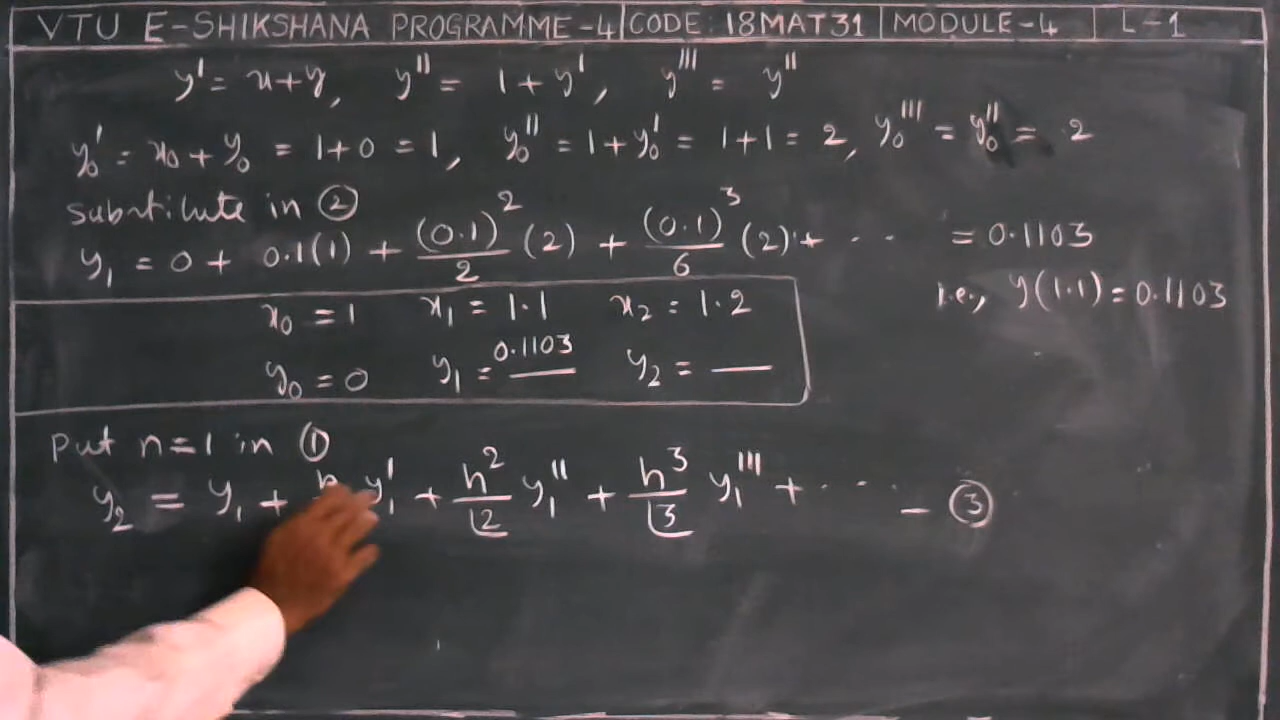 VTU E-SHIKSHANA PROGRAMME-4 | CODE: 18MAT31 | MODULE-4 | L-1
y' = x+y, y'' = 1+y', y''' = y''
y₀' = x₀ + y₀ = 1+0 = 1, y₀'' = 1+y₀' = 1+1 = 2, y₀''' = y₀'' = 2
Substitute in ②
y₁ = 0 + 0.1(1) + (0.1)²/2 (2) + (0.1)³/6 (2) + ... = 0.1103
i.e., y(1.1) = 0.1103
x₀ = 1 x₁ = 1.1 x₂ = 1.2
y₀ = 0 y₁ = 0.1103 y₂ = __
Put n=1 in ①
y₂ = y₁ + h y₁' + h²/⌊2 y₁'' + h³/⌊3 y₁''' + ... - ③